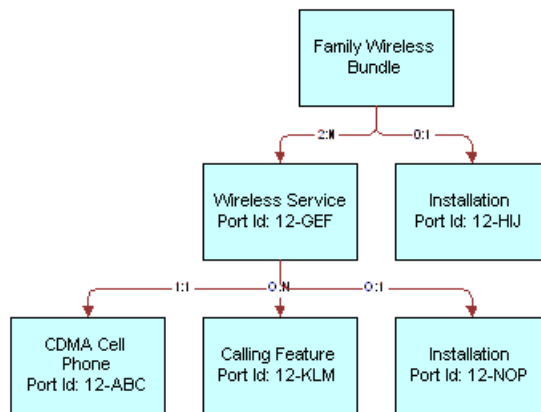 Family Wireless
Bundle
2:N
0:1
Wireless Service
Port Id: 12-GEF
Installation
Port Id: 12-HIJ
1:1
0:N
0:1
CDMA Cell
Phone
Port Id: 12-ABC
Calling Feature
Port Id: 12-KLM
Installation
Port Id: 12-NOP